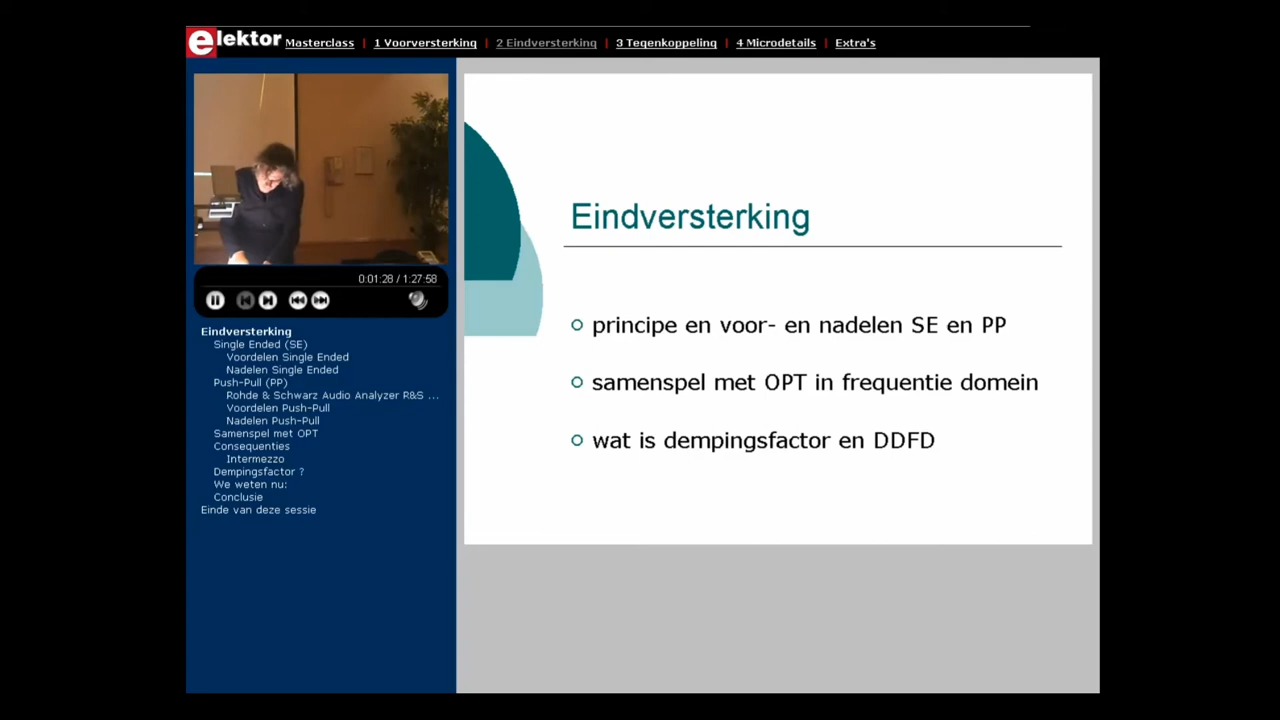 elektor Masterclass | 1 Voorversterking | 2 Eindversterking | 3 Tegenkoppeling | 4 Microdetails | Extra's
0:01:28 / 1:27:58
Eindversterking
Single Ended (SE)
Voordelen Single Ended
Nadelen Single Ended
Push-Pull (PP)
Rohde & Schwarz Audio Analyzer R&S ...
Voordelen Push-Pull
Nadelen Push-Pull
Samenspel met OPT
Consequenties
Intermezzo
Dempingsfactor ?
We weten nu:
Conclusie
Einde van deze sessie
Eindversterking
principe en voor- en nadelen SE en PP
samenspel met OPT in frequentie domein
wat is dempingsfactor en DDFD